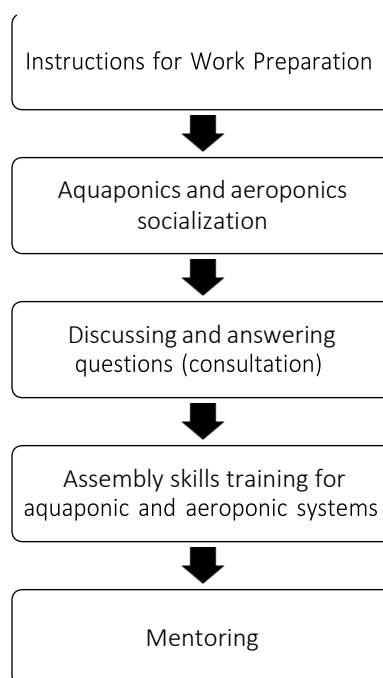 Instructions for Work Preparation
Aquaponics and aeroponics
socialization
Discussing and answering
questions (consultation)
Assembly skills training for
aquaponic and aeroponic systems
Mentoring